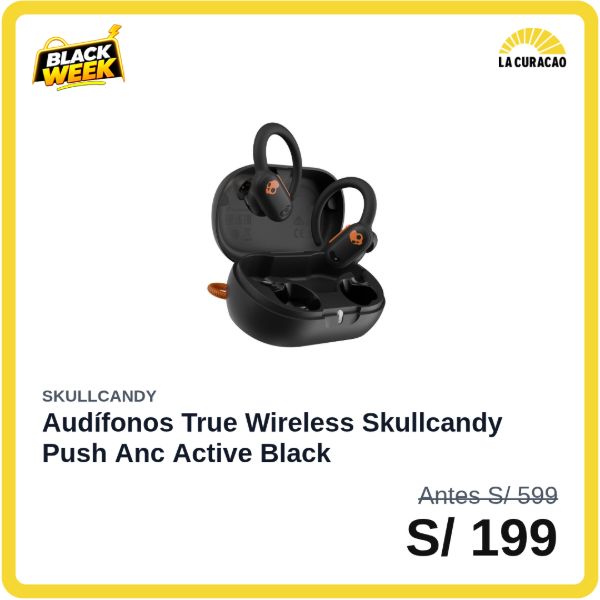 BLACK
WEEK
LA CURACAO
SKULLCANDY
Audífonos True Wireless Skullcandy
Push Anc Active Black
Antes S/ 599
S/ 199